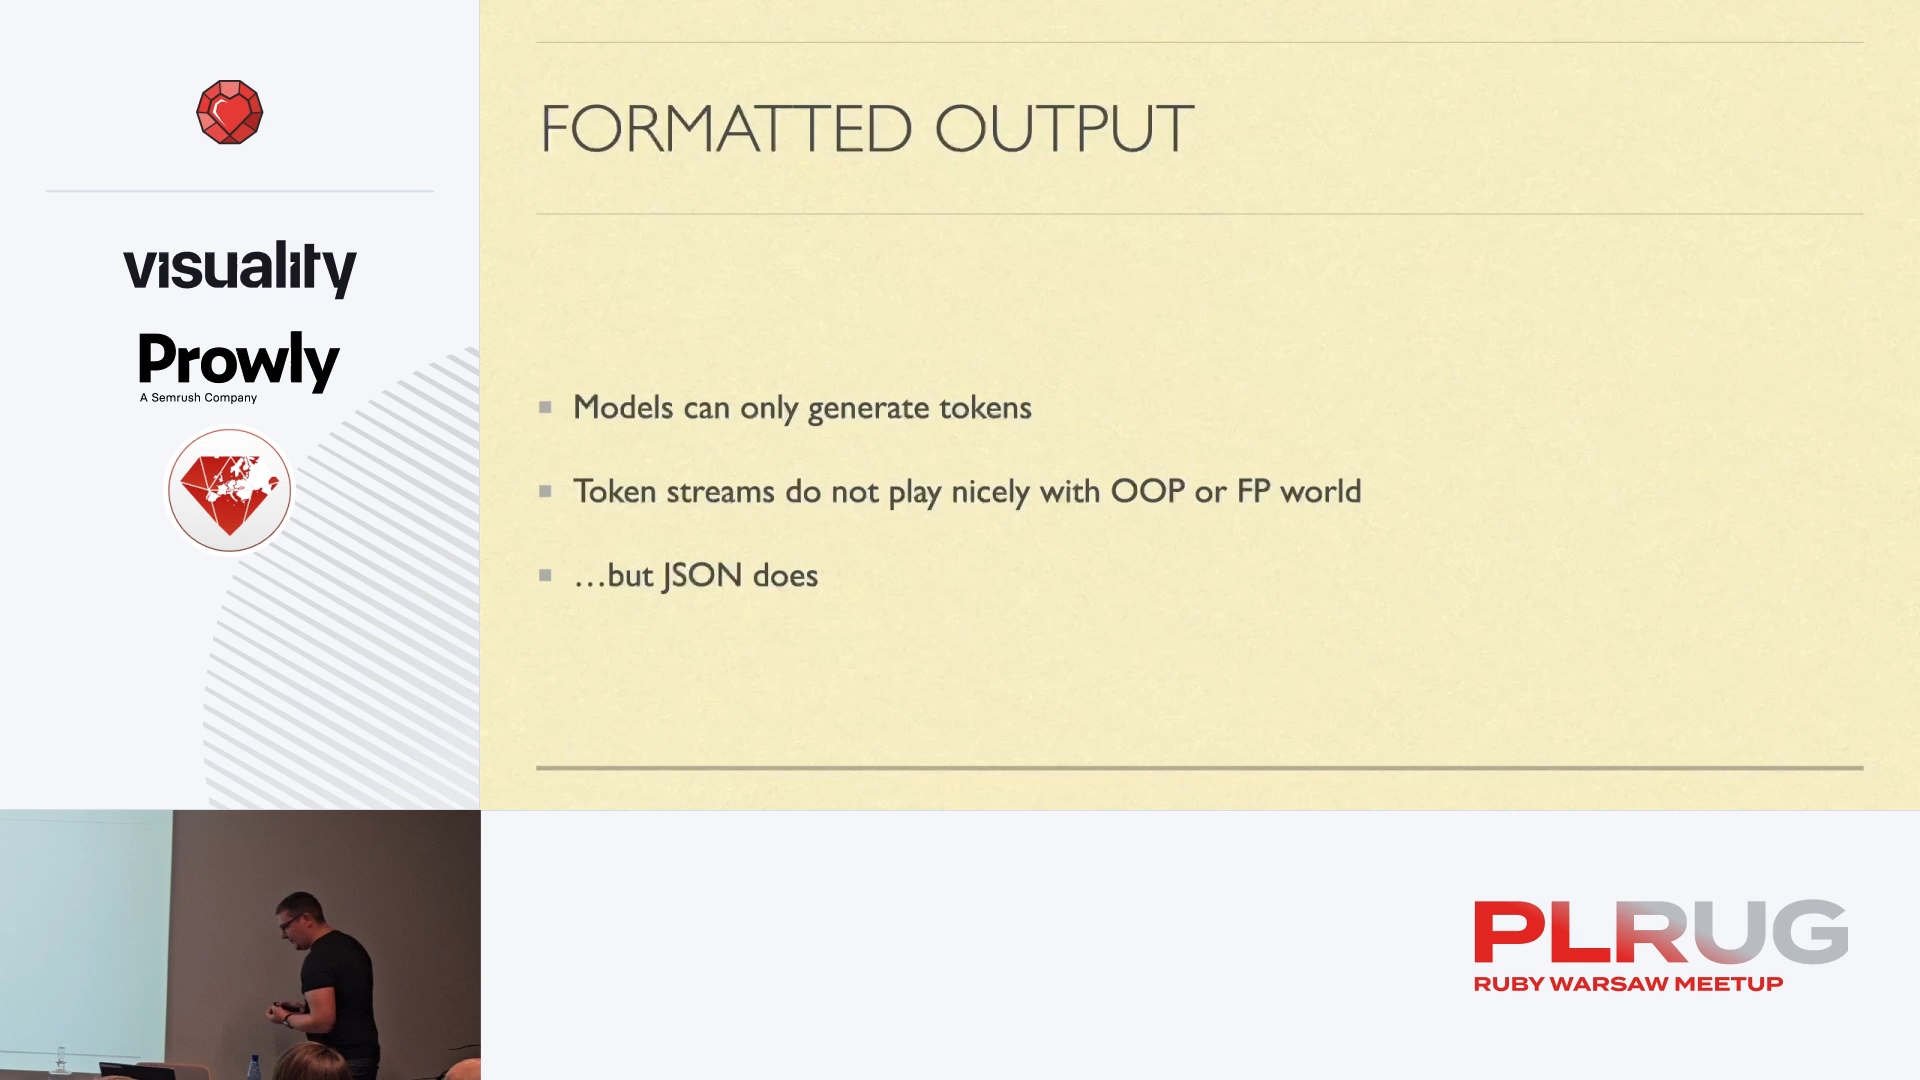 visuality
Prowly
A Semrush Company
FORMATTED OUTPUT
Models can only generate tokens
Token streams do not play nicely with OOP or FP world
…but JSON does
PLRUG
RUBY WARSAW MEETUP